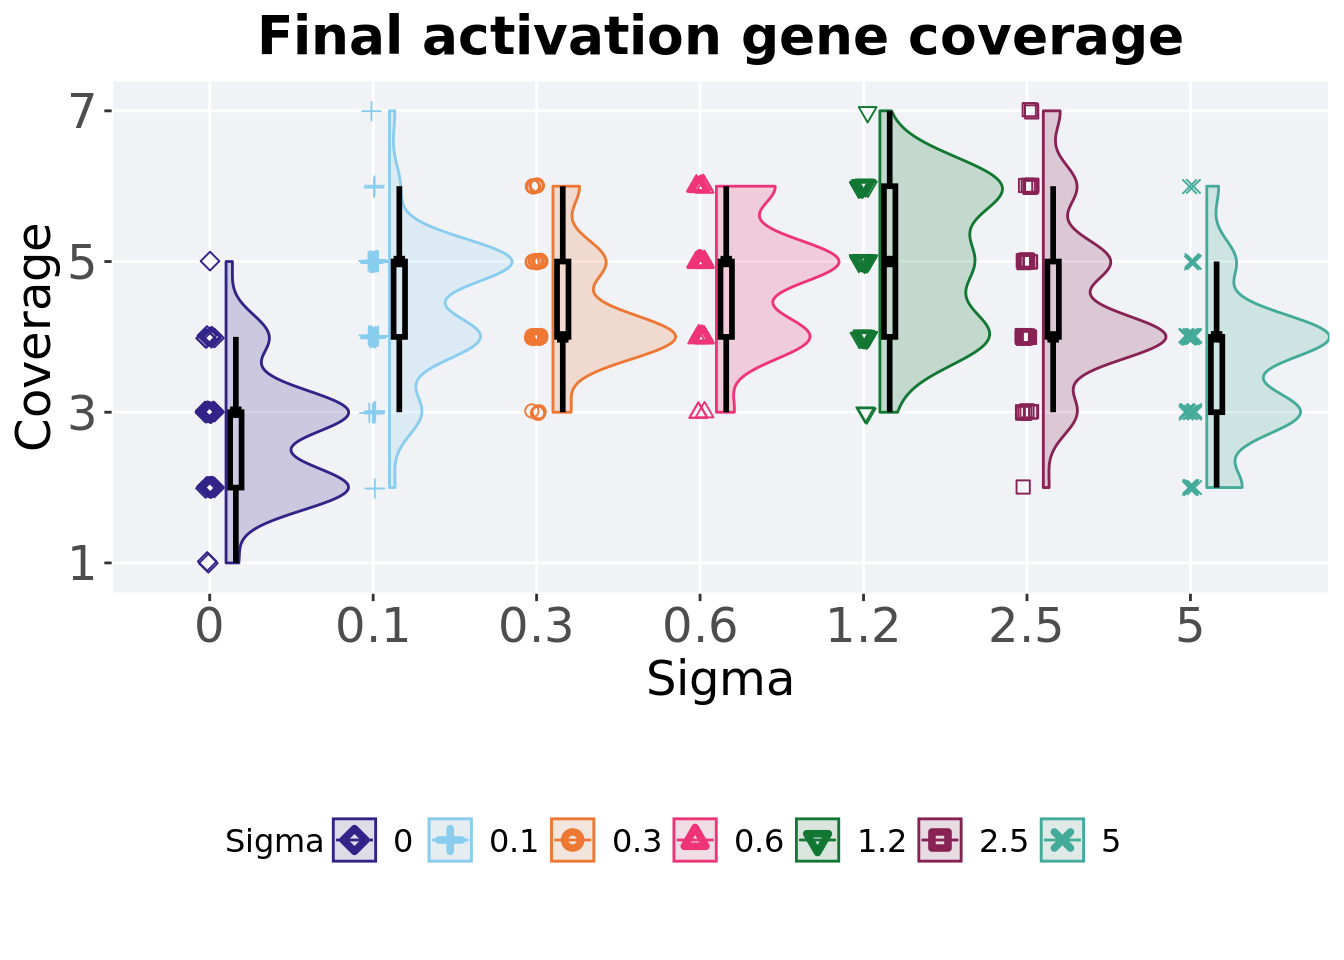 Final activation gene coverage
Coverage
7
5
3
1
0 0.1 0.3 0.6 1.2 2.5 5
Sigma
Sigma 0 0.1 0.3 0.6 1.2 2.5 5